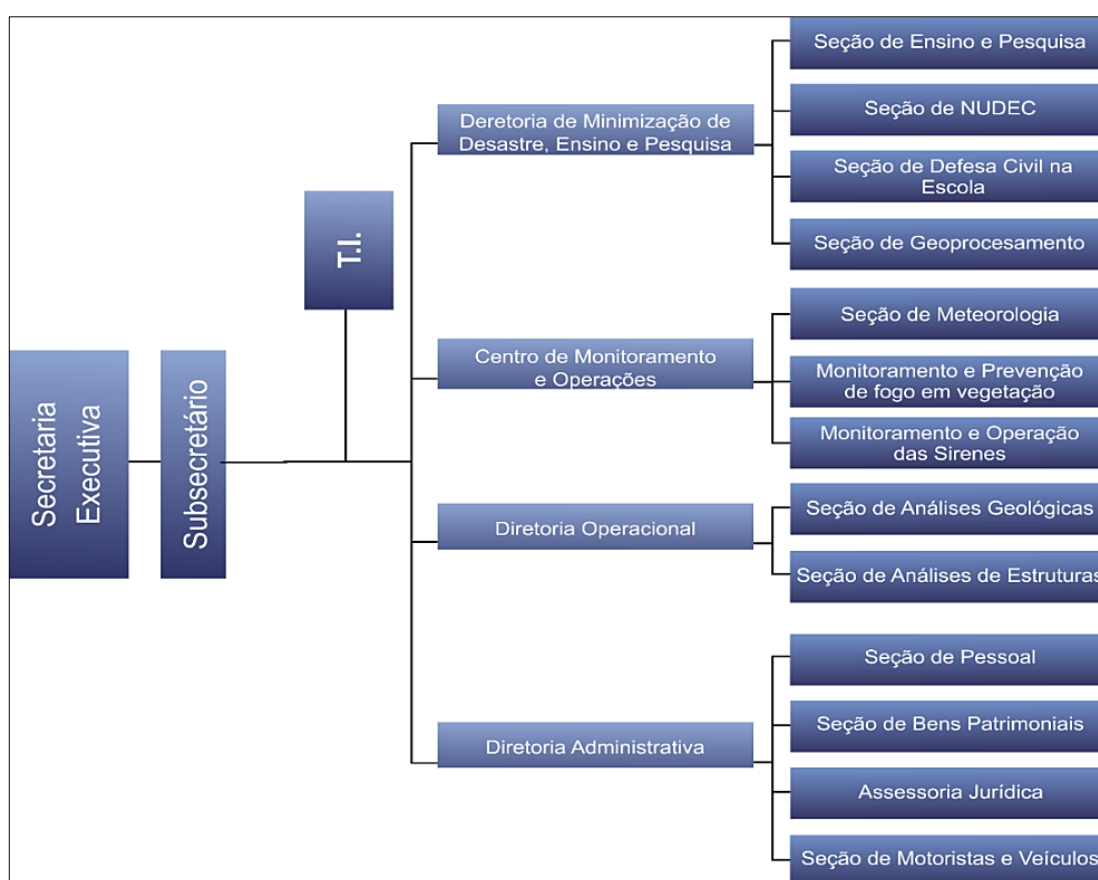 Secretaria
Executiva
Subsecretário
T.I.
Deretoria de Minimização de
Desastre, Ensino e Pesquisa
Seção de Ensino e Pesquisa
Seção de NUDEC
Seção de Defesa Civil na
Escola
Seção de Geoprocesamento
Centro de Monitoramento
e Operações
Seção de Meteorologia
Monitoramento e Prevenção
de fogo em vegetação
Monitoramento e Operação
das Sirenes
Diretoria Operacional
Seção de Análises Geológicas
Seção de Análises de Estruturas
Diretoria Administrativa
Seção de Pessoal
Seção de Bens Patrimoniais
Assessoria Jurídica
Seção de Motoristas e Veículos